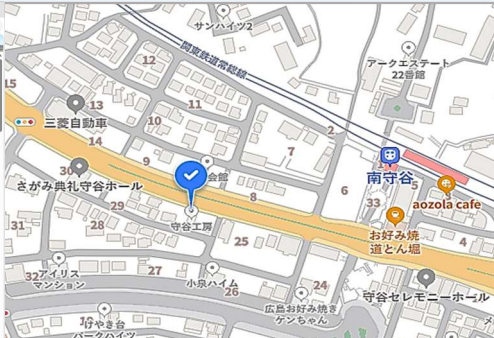 サンハイツ2
関東鉄道常総線
アークエステート
22番館
12
15
13
11
三菱自動車
10
2
14
7
9
会館
南守谷
5
30
さがみ典礼守谷ホール
8
6
aozola cafe
29
28
守谷工房
33
お好み焼
道とん堀
31
25
4
32
アイリス
マンション
27
小泉ハイム
26
24
守谷セレモニーホール
広島お好み焼き
ケンちゃん
けやき台
パークハイツ